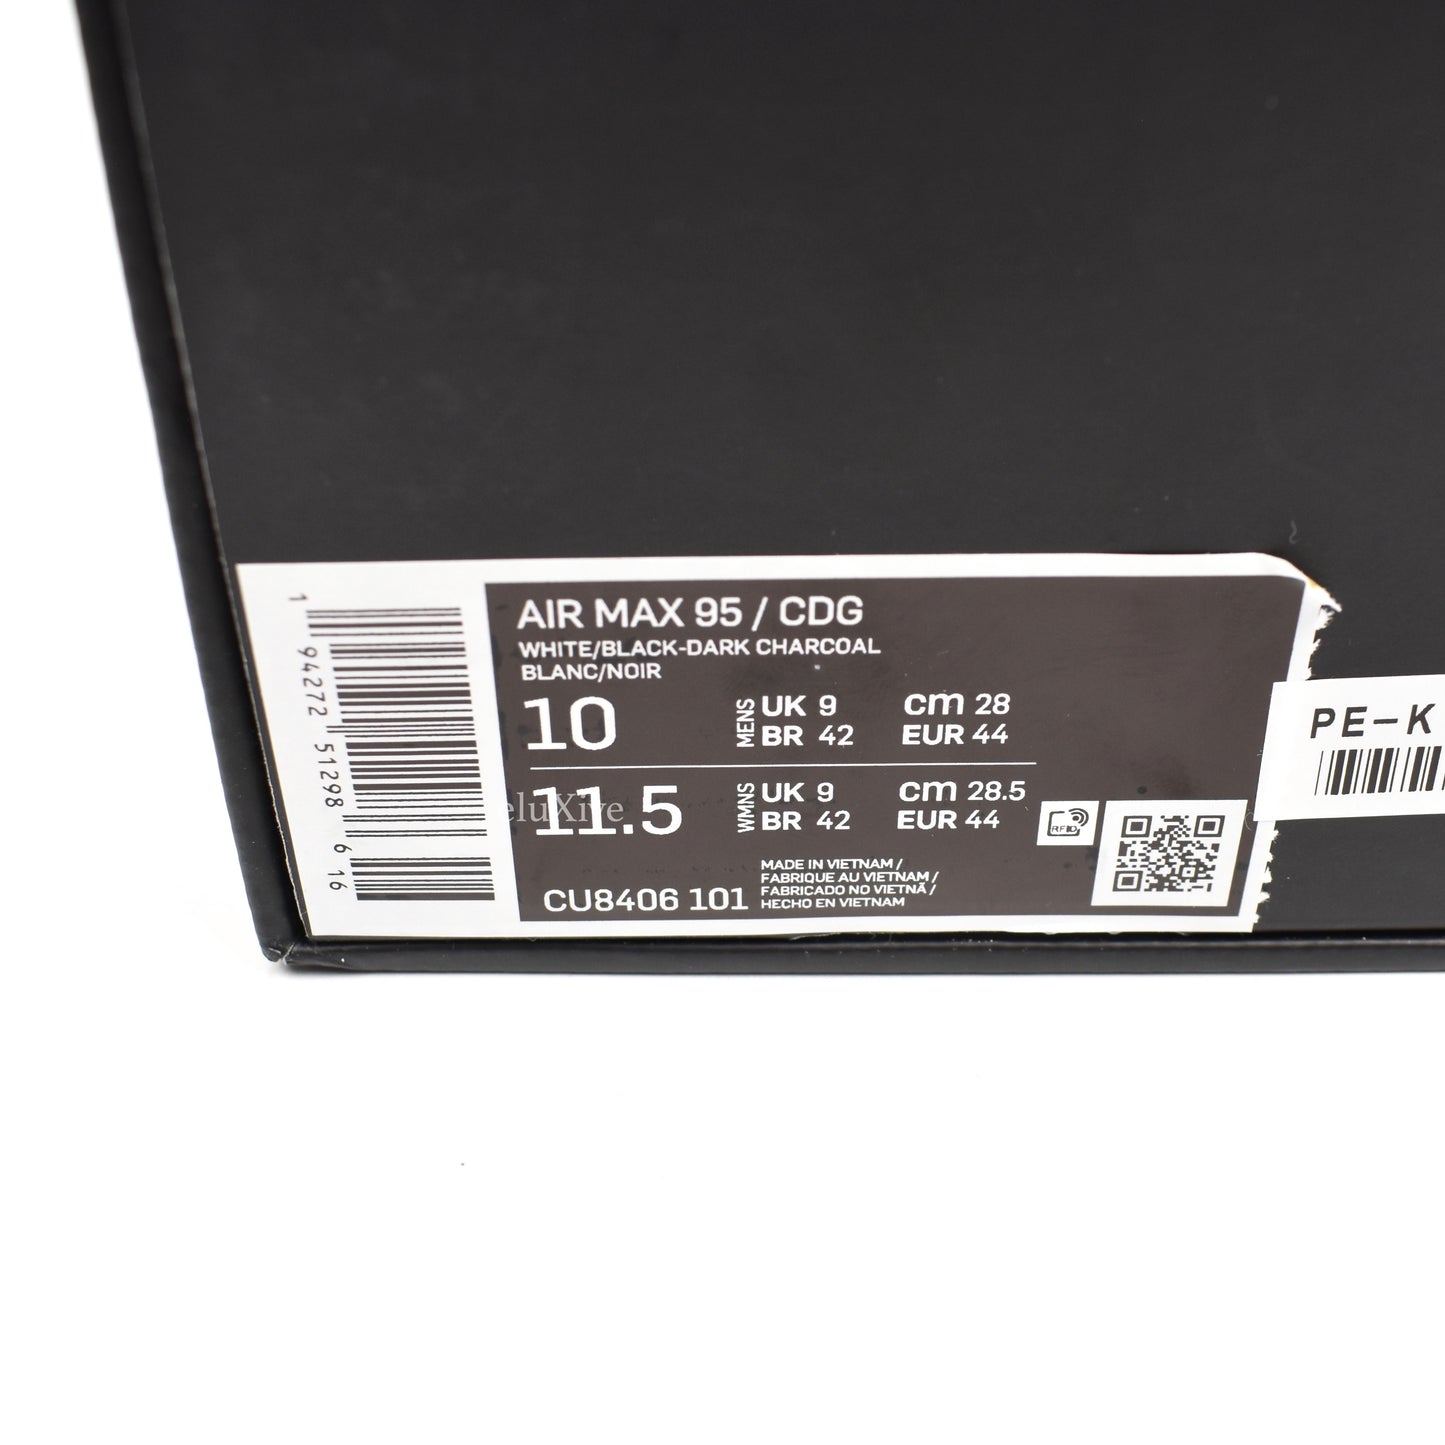 AIR MAX 95 / CDG
WHITE/BLACK-DARK CHARCOAL
BLANC/NOIR
10
MENS
UK 9
cm 28
BR 42
EUR 44
11.5
WMNS
UK 9
cm 28.5
BR 42
EUR 44
RFID
CU8406 101
MADE IN VIETNAM /
FABRIQUE AU VIETNAM /
FABRICADO NO VIETNÃ /
HECHO EN VIETNAM
1 94272 51298 6 16
PE-K
eluXive